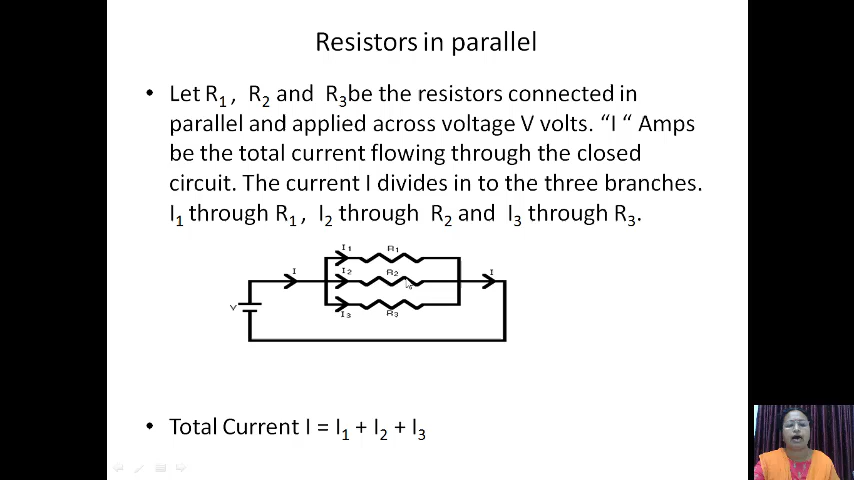 Resistors in parallel
• Let R₁ , R₂ and R₃be the resistors connected in
parallel and applied across voltage V volts. “I “ Amps
be the total current flowing through the closed
circuit. The current I divides in to the three branches.
I₁ through R₁ , I₂ through R₂ and I₃ through R₃.
I₁ R₁
I I₂ R₂ I
V
I₃ R₃
• Total Current I = I₁ + I₂ + I₃